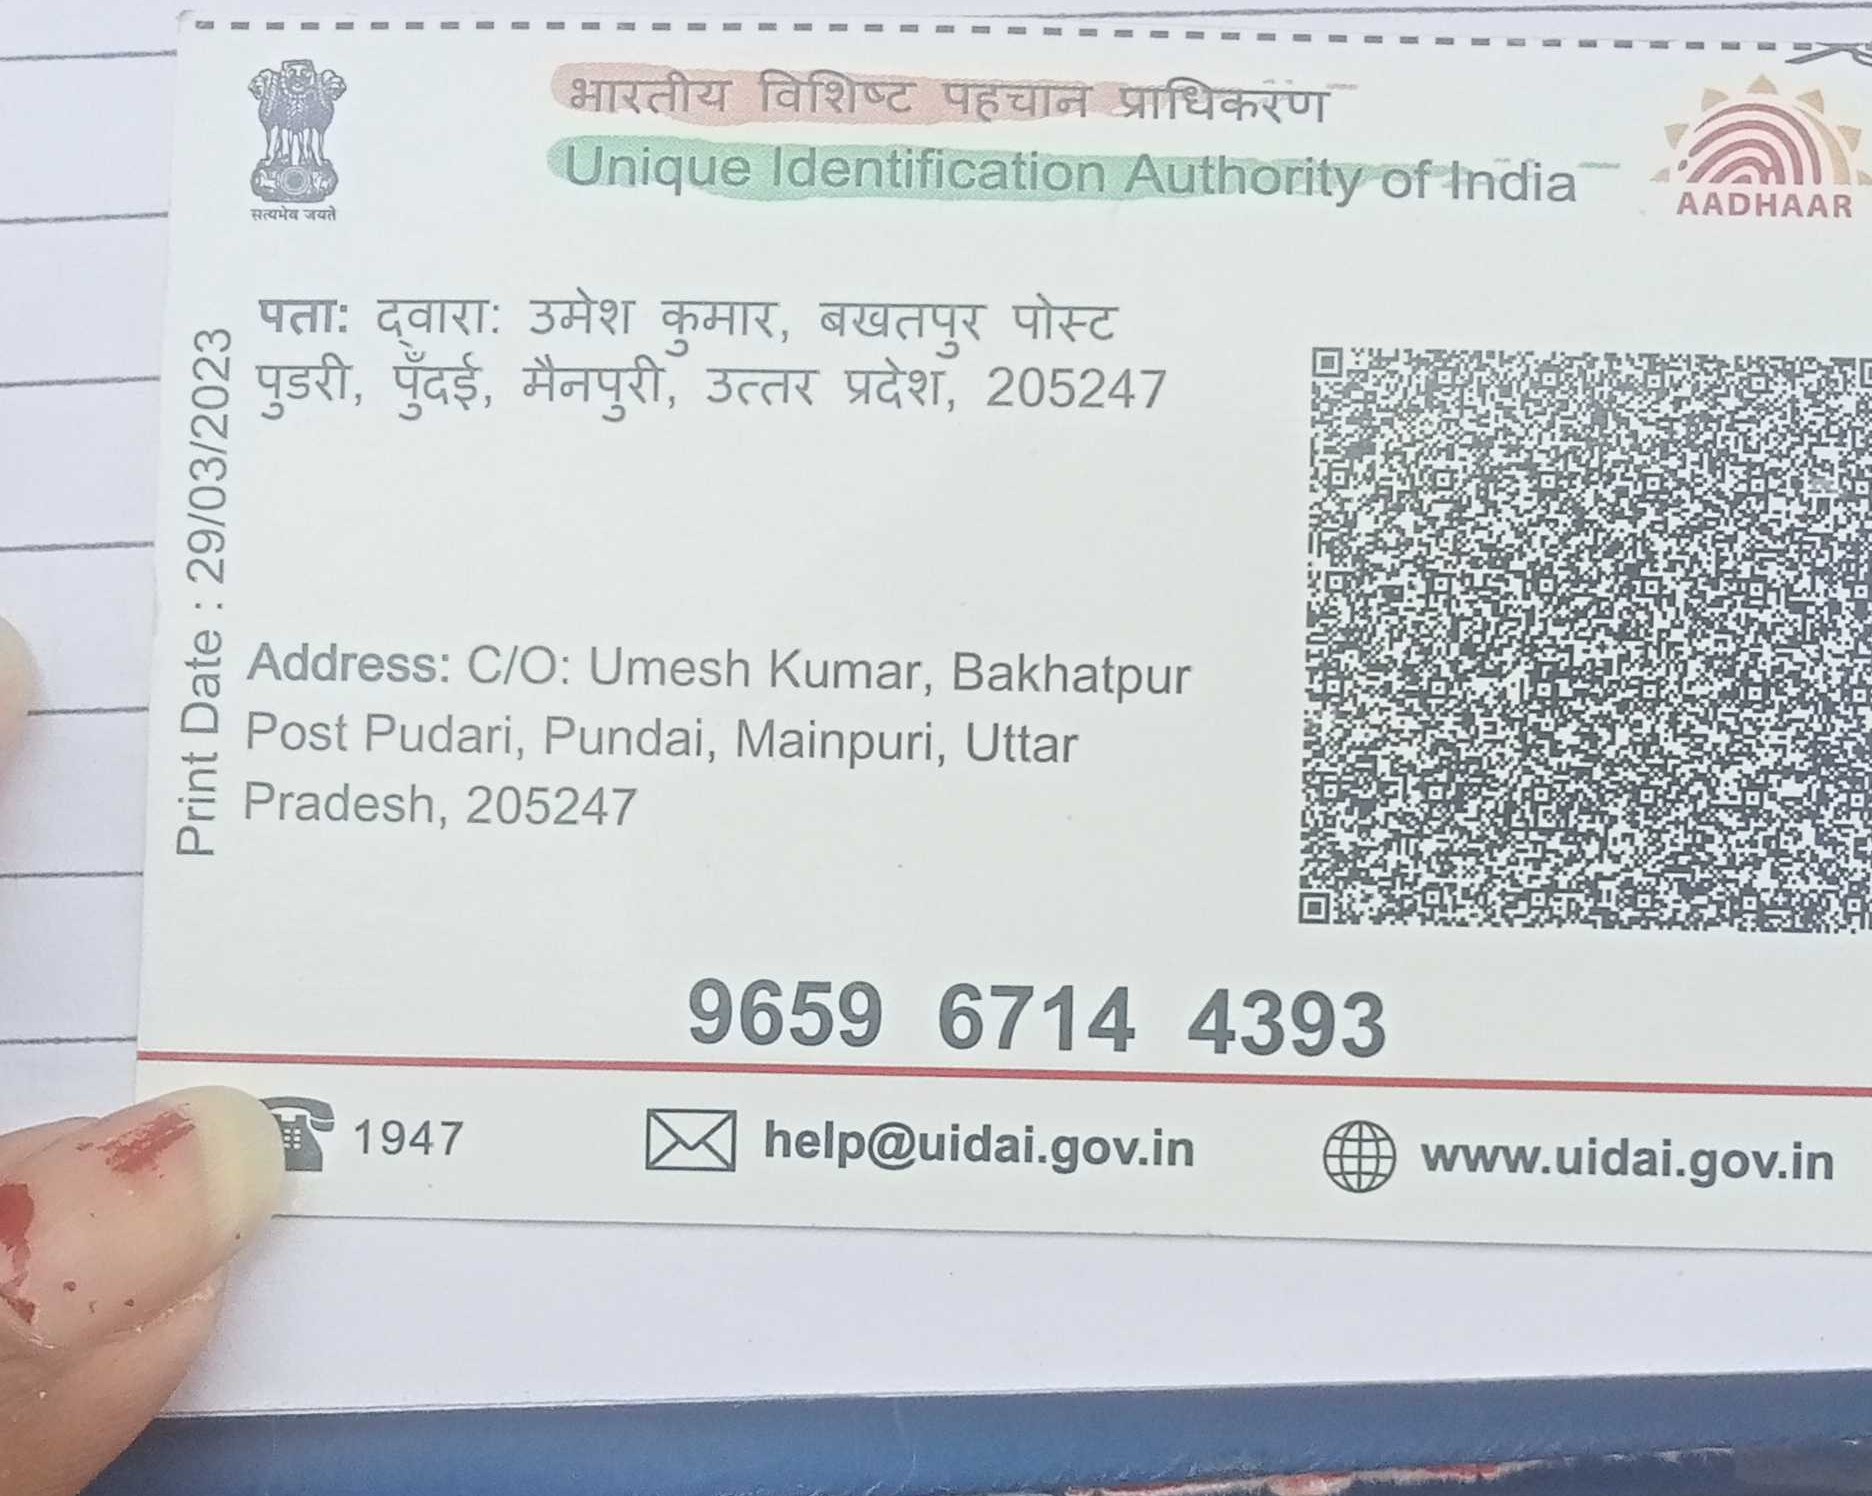 भारतीय विशिष्ट पहचान प्राधिकरण
Unique Identification Authority of India
सत्यमेव जयते
AADHAAR
पता: द्वारा: उमेश कुमार, बखतपुर पोस्ट
पुडरी, पुँदई, मैनपुरी, उत्तर प्रदेश, 205247
Print Date : 29/03/2023
Address: C/O: Umesh Kumar, Bakhatpur
Post Pudari, Pundai, Mainpuri, Uttar
Pradesh, 205247
9659 6714 4393
1947
help@uidai.gov.in
www.uidai.gov.in